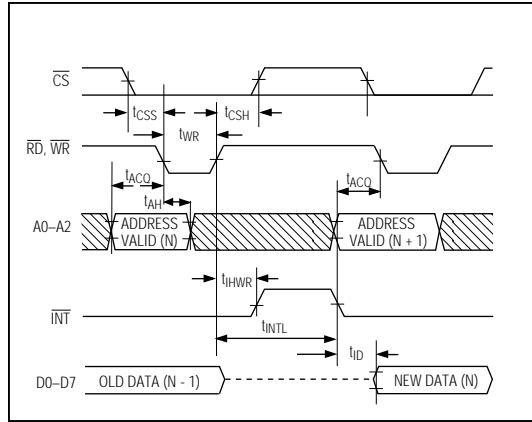 CS
tCSS
tCSH
tWR
RD, WR
tACQ
tACQ
tAH
A0–A2
ADDRESS
VALID (N)
ADDRESS
VALID (N + 1)
tIHWR
INT
tINTL
tID
D0–D7
OLD DATA (N - 1)
NEW DATA (N)